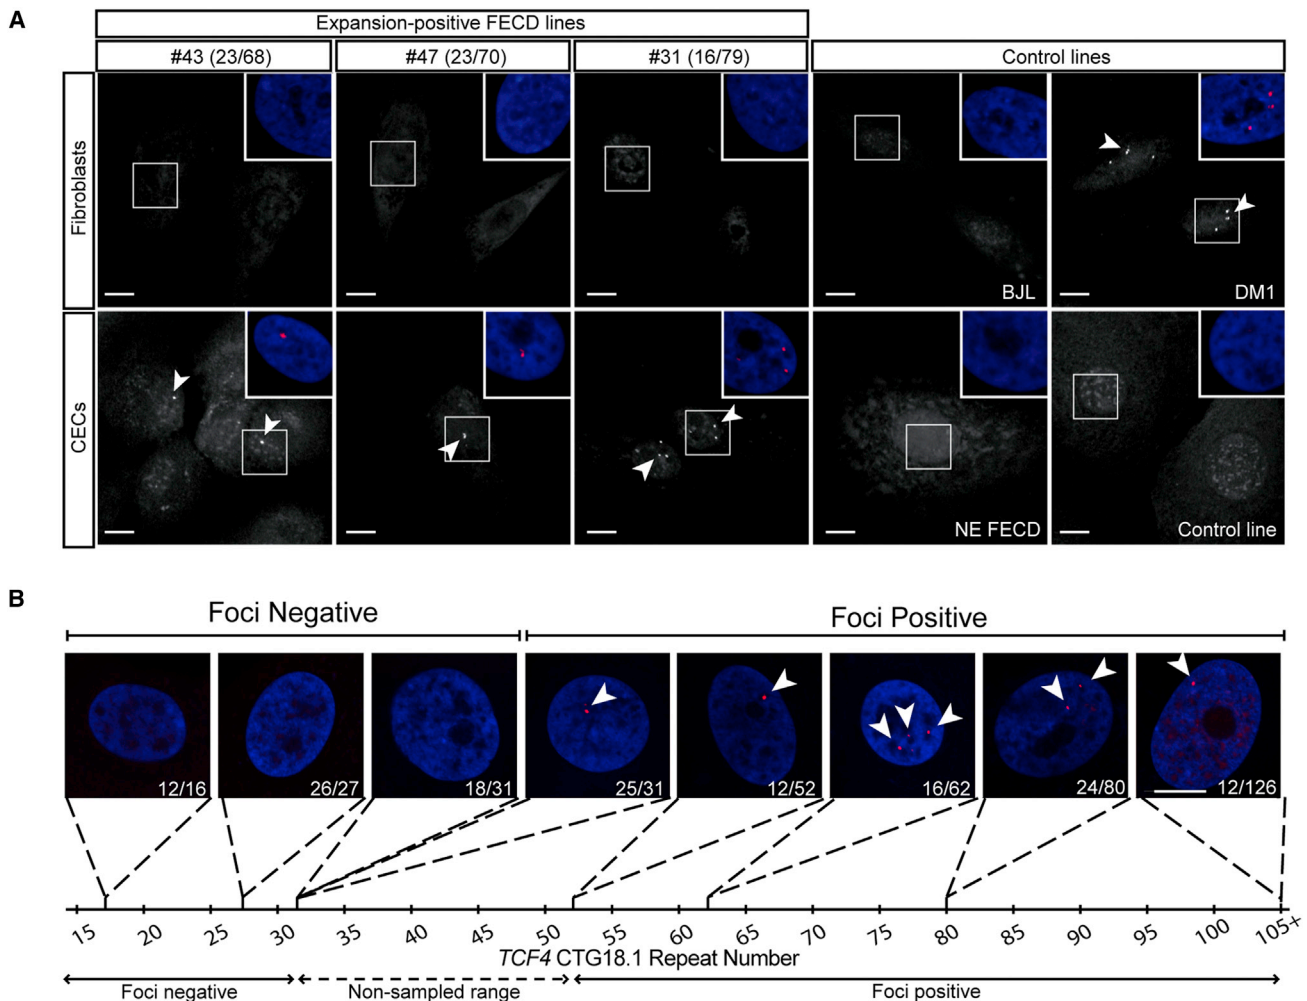 A
Expansion-positive FECD lines
#43 (23/68)
#47 (23/70)
#31 (16/79)
Control lines
Fibroblasts
BJL
DM1
CECs
NE FECD
Control line
B
Foci Negative
Foci Positive
12/16
26/27
18/31
25/31
12/52
16/62
24/80
12/126
15 20 25 30 35 40 45 50 55 60 65 70 75 80 85 90 95 100 105+
TCF4 CTG18.1 Repeat Number
Foci negative
Non-sampled range
Foci positive